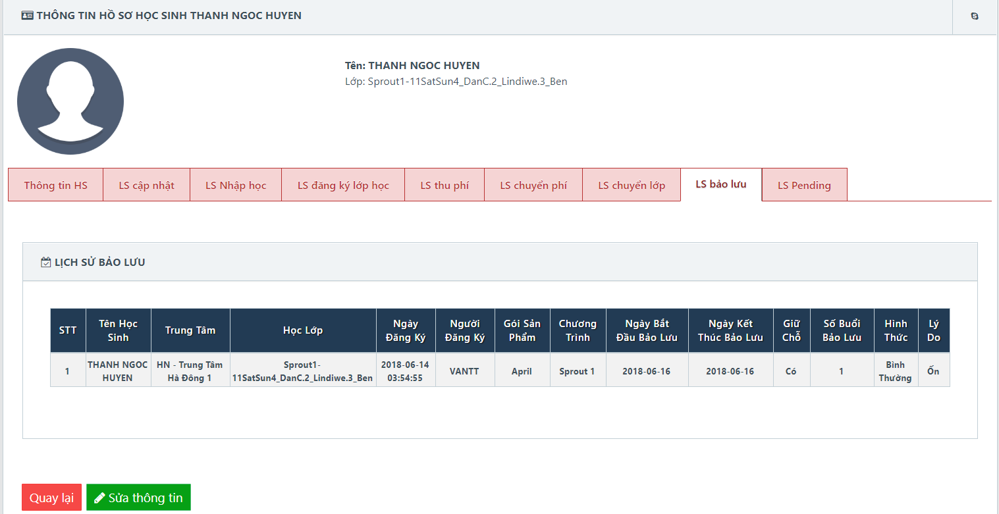 THÔNG TIN HỒ SƠ HỌC SINH THANH NGOC HUYEN
Tên: THANH NGOC HUYEN
Lớp: Sprout1-11SatSun4_DanC.2_Lindiwe.3_Ben
Thông tin HS
LS cập nhật
LS Nhập học
LS đăng ký lớp học
LS thu phí
LS chuyển phí
LS chuyển lớp
LS bảo lưu
LS Pending
LỊCH SỬ BẢO LƯU
STT
Tên Học
Sinh
Trung Tâm
Học Lớp
Ngày
Đăng Ký
Người
Đăng Ký
Gói Sản
Phẩm
Chương
Trình
Ngày Bắt
Đầu Bảo Lưu
Ngày Kết
Thúc Bảo Lưu
Giữ
Chỗ
Số Buổi
Bảo Lưu
Hình
Thức
Lý
Do
1
THANH NGOC
HUYEN
HN - Trung Tâm
Hà Đông 1
Sprout1-
11SatSun4_DanC.2_Lindiwe.3_Ben
2018-06-14
03:54:55
VANTT
April
Sprout 1
2018-06-16
2018-06-16
Có
1
Bình
Thường
Ốn
Quay lại
Sửa thông tin